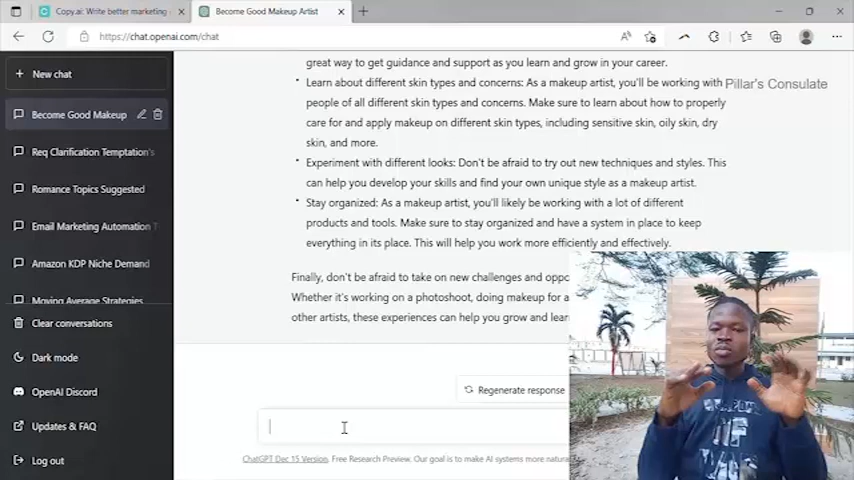 Copy.ai: Write better marketing
Become Good Makeup Artist
https://chat.openai.com/chat
New chat
Become Good Makeup
Req Clarification Temptation's
Romance Topics Suggested
Email Marketing Automation T
Amazon KDP Niche Demand
Moving Average Strategies
Clear conversations
Dark mode
OpenAI Discord
Updates & FAQ
Log out
great way to get guidance and support as you learn and grow in your career.
• Learn about different skin types and concerns: As a makeup artist, you'll be working with
people of all different skin types and concerns. Make sure to learn about how to properly
care for and apply makeup on different skin types, including sensitive skin, oily skin, dry
skin, and more.
• Experiment with different looks: Don't be afraid to try out new techniques and styles. This
can help you develop your skills and find your own unique style as a makeup artist.
• Stay organized: As a makeup artist, you'll likely be working with a lot of different
products and tools. Make sure to stay organized and have a system in place to keep
everything in its place. This will help you work more efficiently and effectively.
Finally, don't be afraid to take on new challenges and oppo
Whether it's working on a photoshoot, doing makeup for a
other artists, these experiences can help you grow and lear
Pillar's Consulate
Regenerate response
ChatGPT Dec 15 Version. Free Research Preview. Our goal is to make AI systems more natural
OF